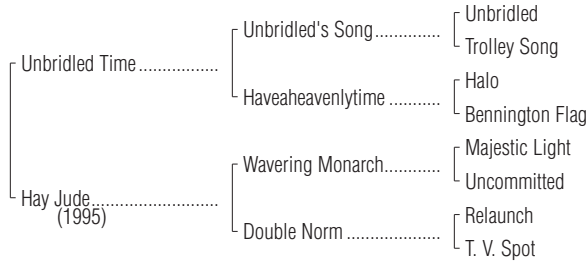 Unbridled
Unbridled's Song..............
Trolley Song
Unbridled Time.................
Halo
Haveaheavenlytime ...........
Bennington Flag
Majestic Light
Wavering Monarch............
Uncommitted
Hay Jude...........................
(1995)
Relaunch
Double Norm ....................
T. V. Spot